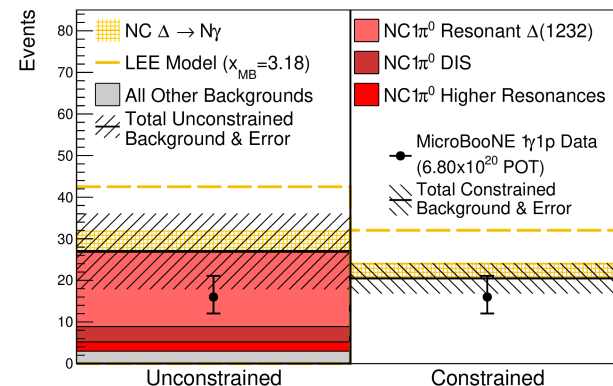 Events
80
70
60
50
40
30
20
10
0
NC Δ → Nγ
LEE Model (x_MB=3.18)
All Other Backgrounds
Total Unconstrained
Background & Error
NC1π⁰ Resonant Δ(1232)
NC1π⁰ DIS
NC1π⁰ Higher Resonances
MicroBooNE 1γ1p Data
(6.80x10²⁰ POT)
Total Constrained
Background & Error
Unconstrained
Constrained